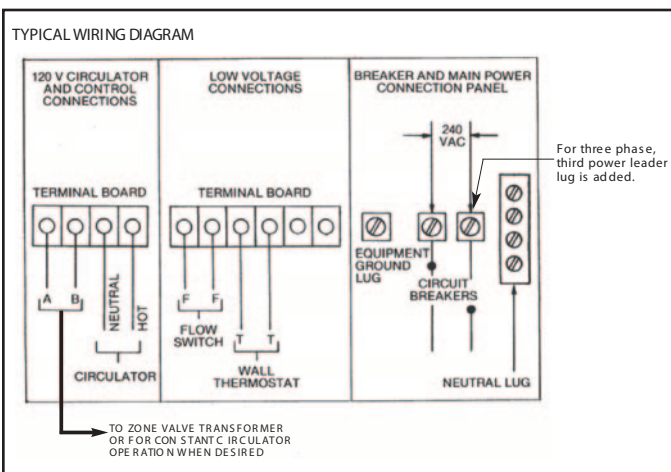 TYPICAL WIRING DIAGRAM
120 V CIRCULATOR
AND CONTROL
CONNECTIONS
TERMINAL BOARD
A B
NEUTRAL
HOT
CIRCULATOR
TO ZONE VALVE TRANSFORMER
OR FOR CONSTANT CIRCULATOR
OPERATION WHEN DESIRED
LOW VOLTAGE
CONNECTIONS
TERMINAL BOARD
F F
FLOW
SWITCH
T T
WALL
THERMOSTAT
BREAKER AND MAIN POWER
CONNECTION PANEL
240
VAC
For three phase,
third power leader
lug is added.
EQUIPMENT
GROUND
LUG
CIRCUIT
BREAKERS
NEUTRAL LUG